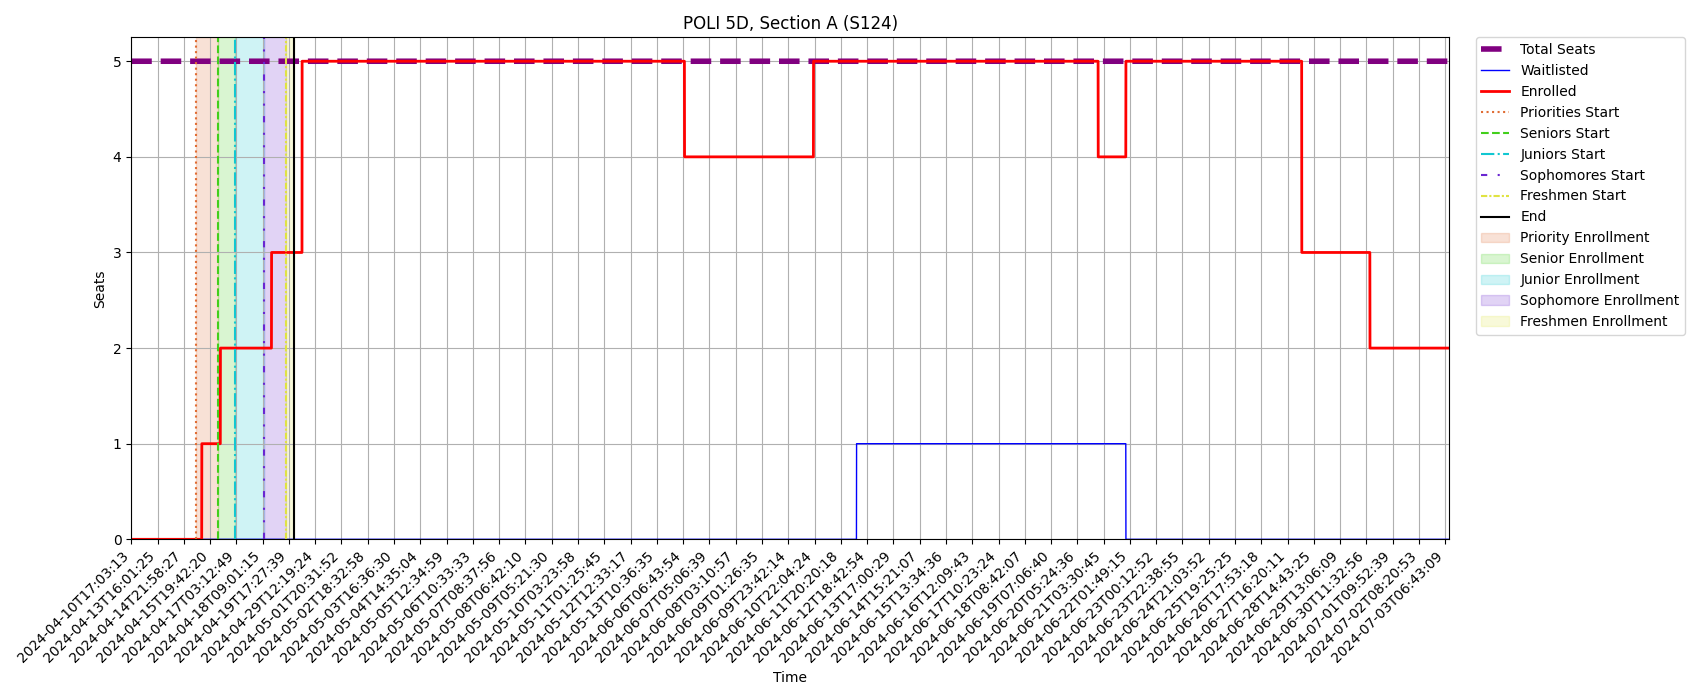 POLI 5D, Section A (S124)
Seats
5
4
3
2
1
0
2024-04-10T17:03:13
2024-04-13T16:01:25
2024-04-14T21:58:27
2024-04-15T19:42:20
2024-04-17T03:12:49
2024-04-18T09:01:15
2024-04-19T17:27:39
2024-04-29T12:19:24
2024-05-01T20:31:52
2024-05-02T18:32:58
2024-05-03T16:36:30
2024-05-04T14:35:04
2024-05-05T12:34:59
2024-05-06T10:33:33
2024-05-07T08:37:56
2024-05-08T06:42:10
2024-05-09T05:21:30
2024-05-10T03:23:58
2024-05-11T01:25:45
2024-05-12T12:33:17
2024-05-13T10:36:35
2024-06-06T06:43:54
2024-06-07T05:06:39
2024-06-08T03:10:57
2024-06-09T01:26:35
2024-06-09T23:42:14
2024-06-10T22:04:24
2024-06-11T20:20:18
2024-06-12T18:42:54
2024-06-13T17:00:29
2024-06-14T15:21:07
2024-06-15T13:34:36
2024-06-16T12:09:43
2024-06-17T10:23:24
2024-06-18T08:42:07
2024-06-19T07:06:40
2024-06-20T05:24:36
2024-06-21T03:30:45
2024-06-22T01:49:15
2024-06-23T00:12:52
2024-06-23T22:38:55
2024-06-24T21:03:52
2024-06-25T19:25:25
2024-06-26T17:53:18
2024-06-27T16:20:11
2024-06-28T14:43:25
2024-06-29T13:06:09
2024-06-30T11:32:56
2024-07-01T09:52:39
2024-07-02T08:20:53
2024-07-03T06:43:09
Time
Total Seats
Waitlisted
Enrolled
Priorities Start
Seniors Start
Juniors Start
Sophomores Start
Freshmen Start
End
Priority Enrollment
Senior Enrollment
Junior Enrollment
Sophomore Enrollment
Freshmen Enrollment